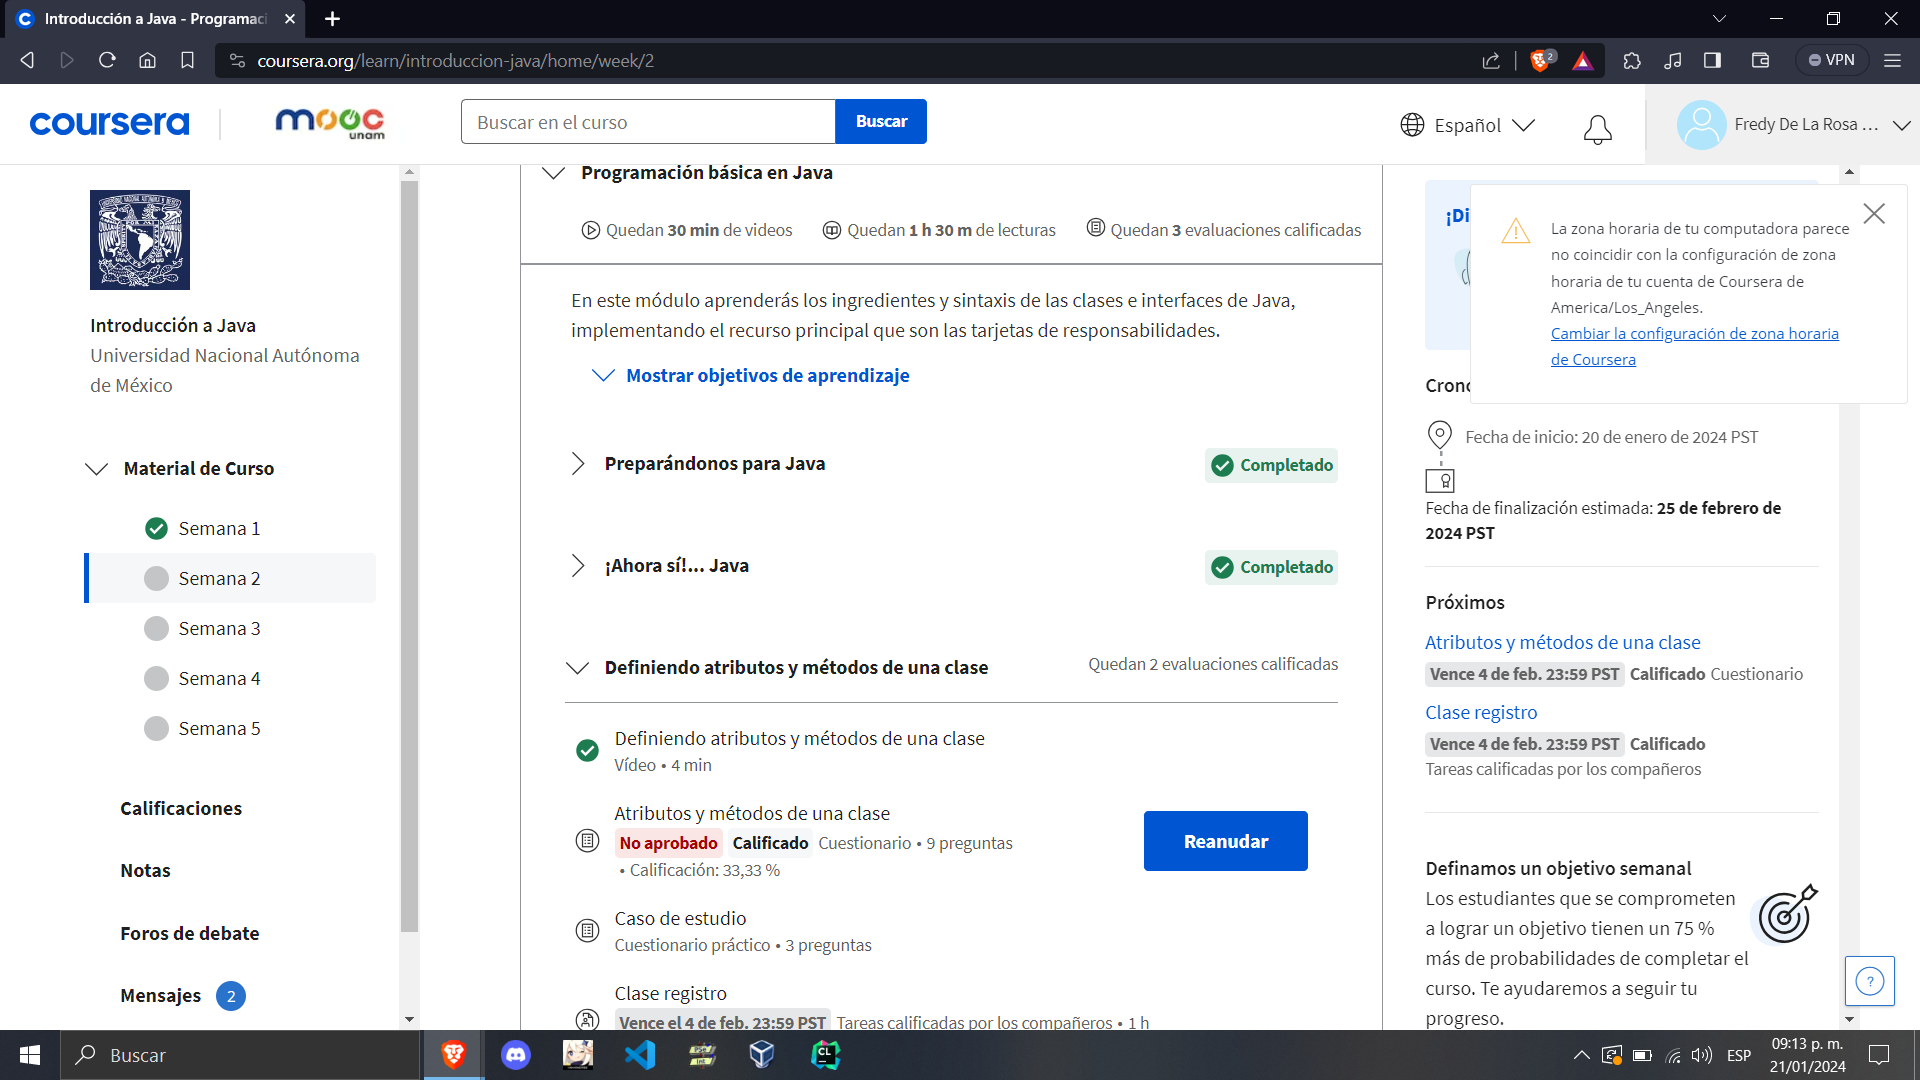 Introducción a Java - Programaci
coursera.org/learn/introduccion-java/home/week/2
2
VPN
coursera
mooc
unam
Buscar en el curso
Buscar
Español
Fredy De La Rosa ...
Introducción a Java
Universidad Nacional Autónoma
de México
Material de Curso
Semana 1
Semana 2
Semana 3
Semana 4
Semana 5
Calificaciones
Notas
Foros de debate
Mensajes 2
Programación básica en Java
Quedan 30 min de videos
Quedan 1 h 30 m de lecturas
Quedan 3 evaluaciones calificadas
En este módulo aprenderás los ingredientes y sintaxis de las clases e interfaces de Java,
implementando el recurso principal que son las tarjetas de responsabilidades.
Mostrar objetivos de aprendizaje
Preparándonos para Java
Completado
¡Ahora sí!... Java
Completado
Definiendo atributos y métodos de una clase
Quedan 2 evaluaciones calificadas
Definiendo atributos y métodos de una clase
Vídeo • 4 min
Atributos y métodos de una clase
No aprobado Calificado Cuestionario • 9 preguntas
• Calificación: 33,33 %
Reanudar
Caso de estudio
Cuestionario práctico • 3 preguntas
Clase registro
Vence el 4 de feb. 23:59 PST Tareas calificadas por los compañeros • 1 h
¡Di
La zona horaria de tu computadora parece
no coincidir con la configuración de zona
horaria de tu cuenta de Coursera de
America/Los_Angeles.
Cambiar la configuración de zona horaria
de Coursera
Crono
Fecha de inicio: 20 de enero de 2024 PST
Fecha de finalización estimada: 25 de febrero de
2024 PST
Próximos
Atributos y métodos de una clase
Vence 4 de feb. 23:59 PST Calificado Cuestionario
Clase registro
Vence 4 de feb. 23:59 PST Calificado
Tareas calificadas por los compañeros
Definamos un objetivo semanal
Los estudiantes que se comprometen
a lograr un objetivo tienen un 75 %
más de probabilidades de completar el
curso. Te ayudaremos a seguir tu
progreso.
?
Buscar
CL
ESP
09:13 p. m.
21/01/2024